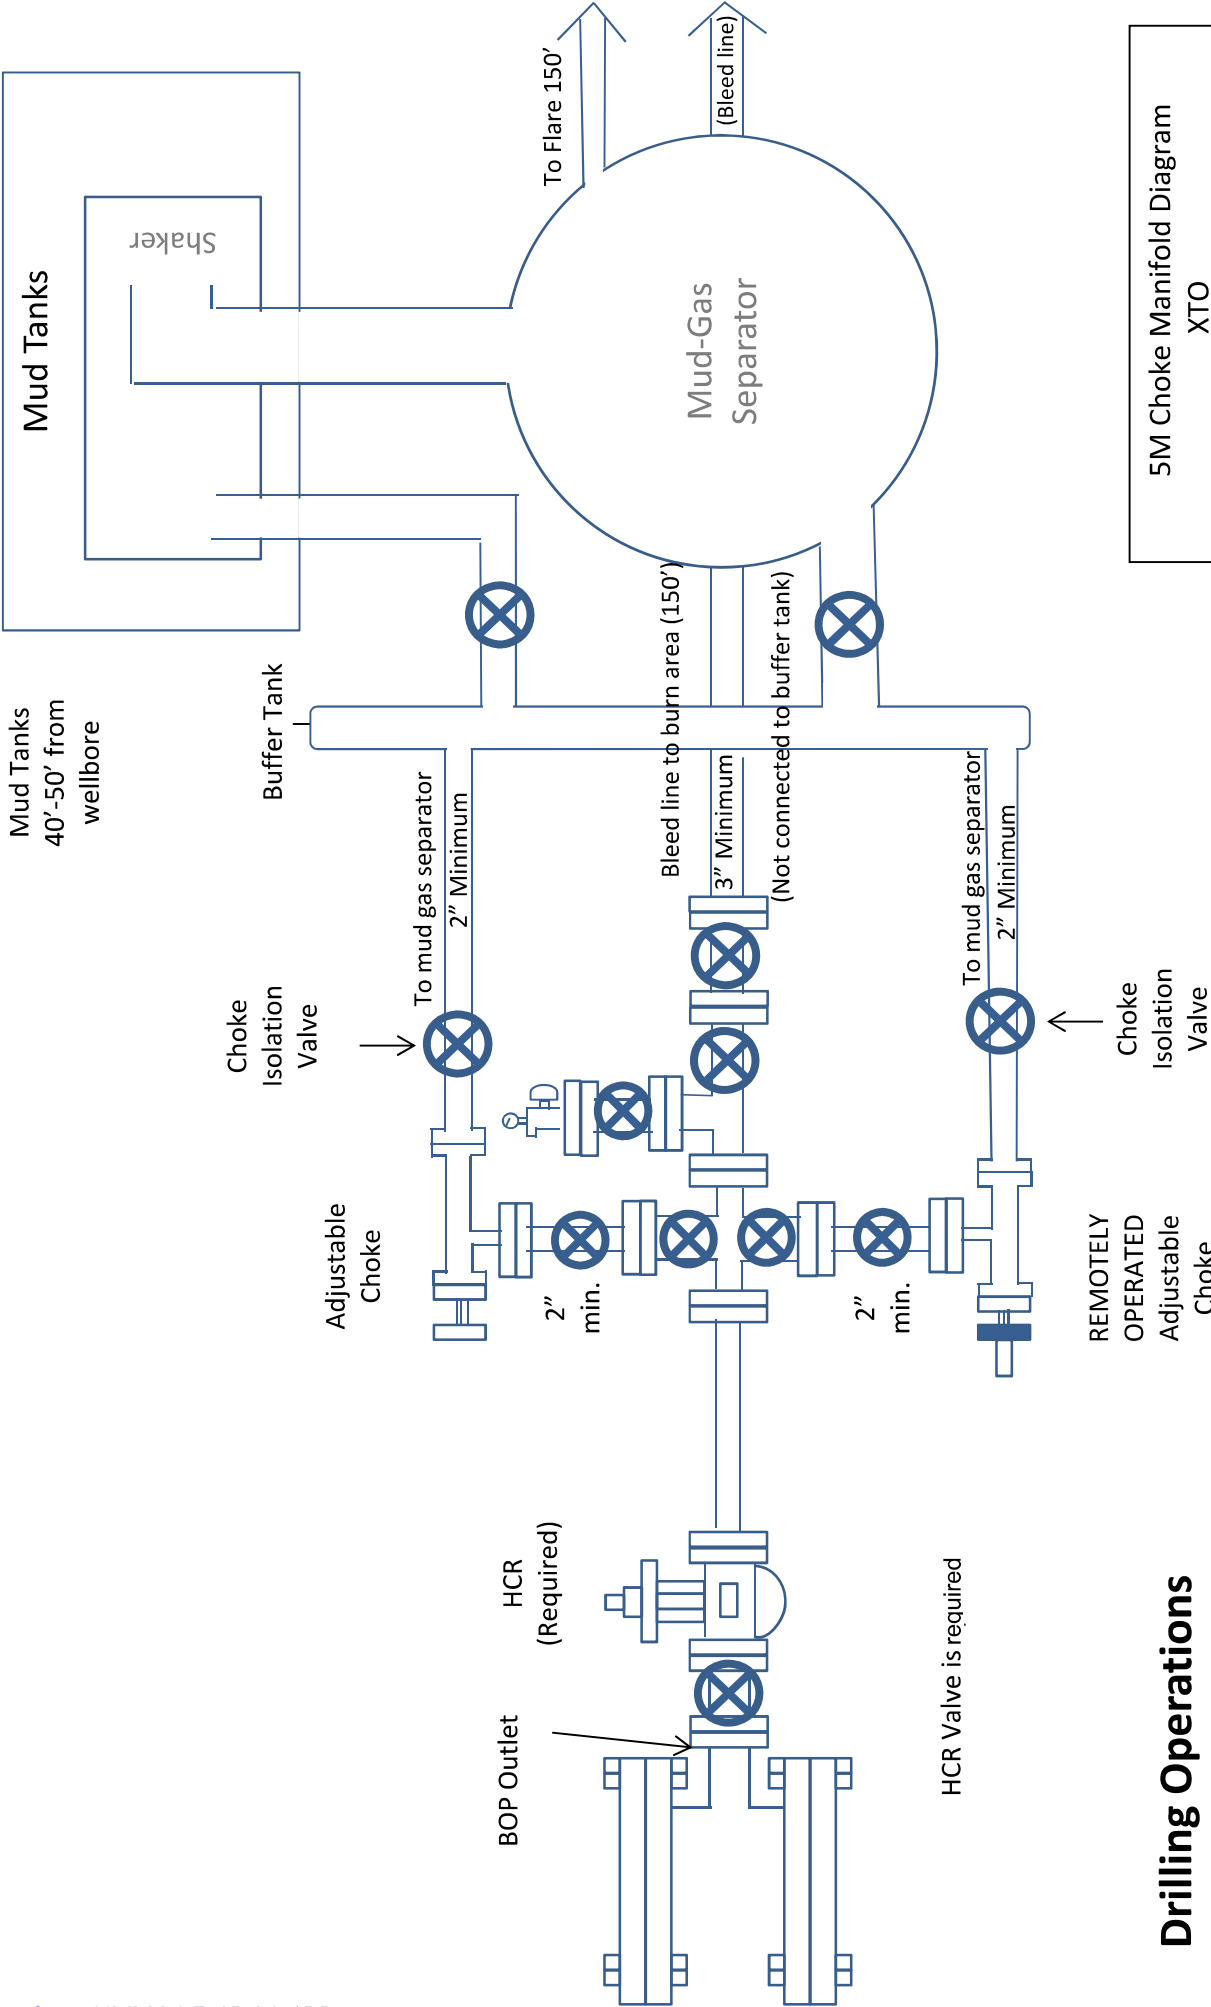 Mud Tanks
40’-50’ from
wellbore
Mud Tanks
Shaker
Choke
Isolation
Valve
Buffer Tank
Adjustable
Choke
To mud gas separator
2” Minimum
To Flare 150’
HCR
(Required)
BOP Outlet
2”
min.
Bleed line to burn area (150’)
3” Minimum
(Not connected to buffer tank)
Mud-Gas
Separator
(Bleed line)
2”
min.
To mud gas separator
2” Minimum
HCR Valve is required
REMOTELY
OPERATED
Adjustable
Choke
Choke
Isolation
Valve
Drilling Operations
5M Choke Manifold Diagram
XTO